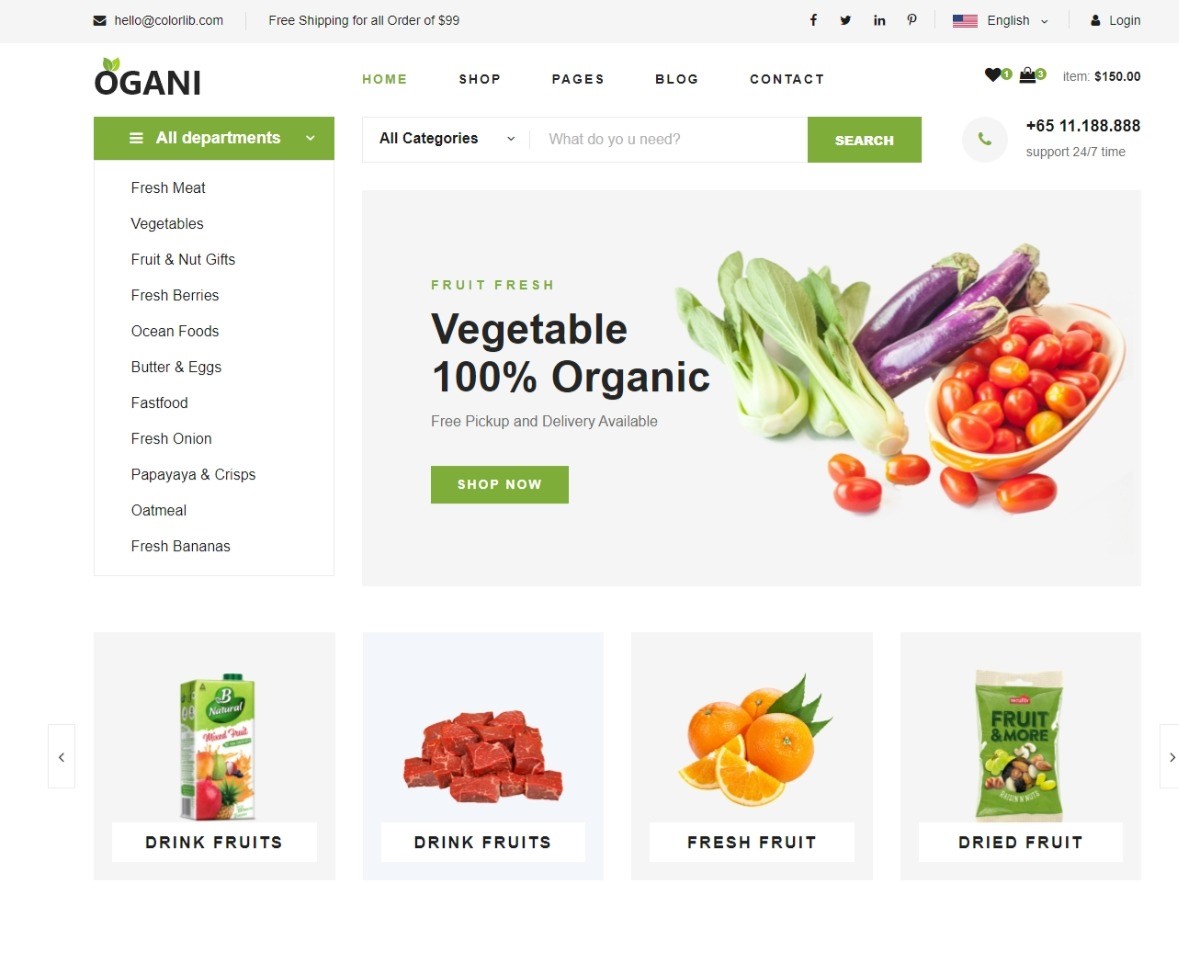 hello@colorlib.com
Free Shipping for all Order of $99
English
Login
OGANI
HOME
SHOP
PAGES
BLOG
CONTACT
1
3
item: $150.00
All departments
All Categories
What do yo u need?
SEARCH
+65 11.188.888
support 24/7 time
Fresh Meat
Vegetables
Fruit & Nut Gifts
Fresh Berries
Ocean Foods
Butter & Eggs
Fastfood
Fresh Onion
Papayaya & Crisps
Oatmeal
Fresh Bananas
FRUIT FRESH
Vegetable
100% Organic
Free Pickup and Delivery Available
SHOP NOW
B
Natural
Mixed Fruit
DRINK FRUITS
DRINK FRUITS
FRESH FRUIT
FRUIT
& MORE
RAISIN N NUTS
DRIED FRUIT